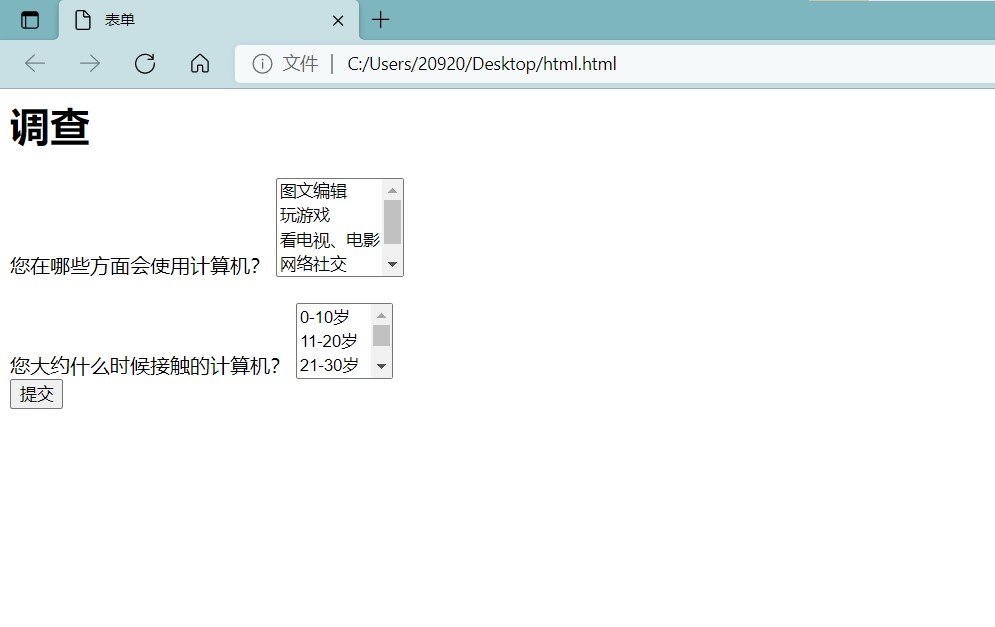 表单
文件 C:/Users/20920/Desktop/html.html
调查
图文编辑
玩游戏
看电视、电影
网络社交
您在哪些方面会使用计算机？
0-10岁
11-20岁
21-30岁
您大约什么时候接触的计算机？
提交